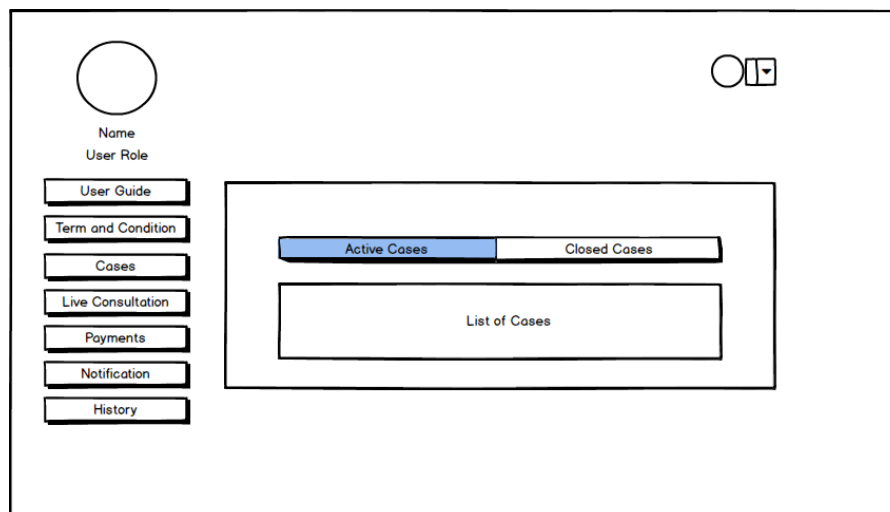 Name
User Role
User Guide
Term and Condition
Cases
Live Consultation
Payments
Notification
History
Active Cases
Closed Cases
List of Cases